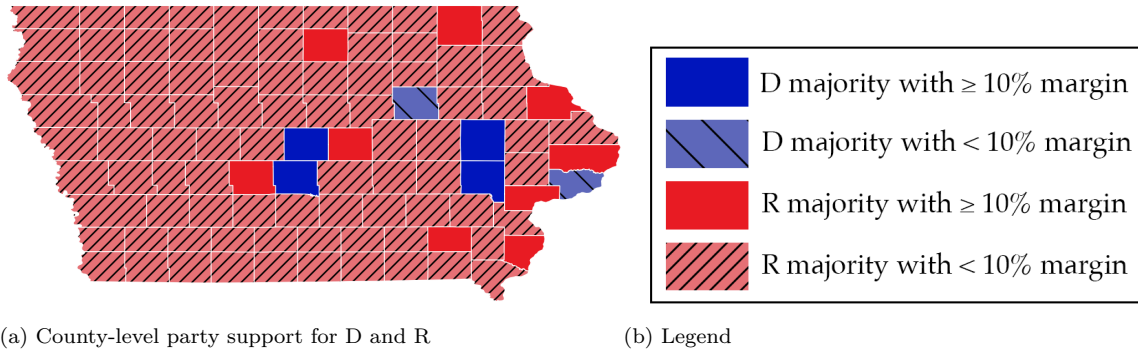 D majority with ≥ 10% margin
D majority with < 10% margin
R majority with ≥ 10% margin
R majority with < 10% margin
(a) County-level party support for D and R
(b) Legend